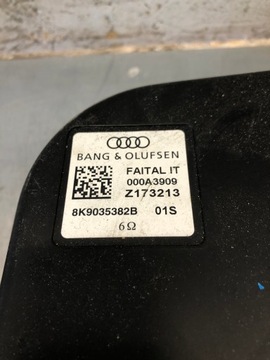 BANG & OLUFSEN
FAITAL IT
000A3909
Z173213
8K9035382B 01S
6Ω